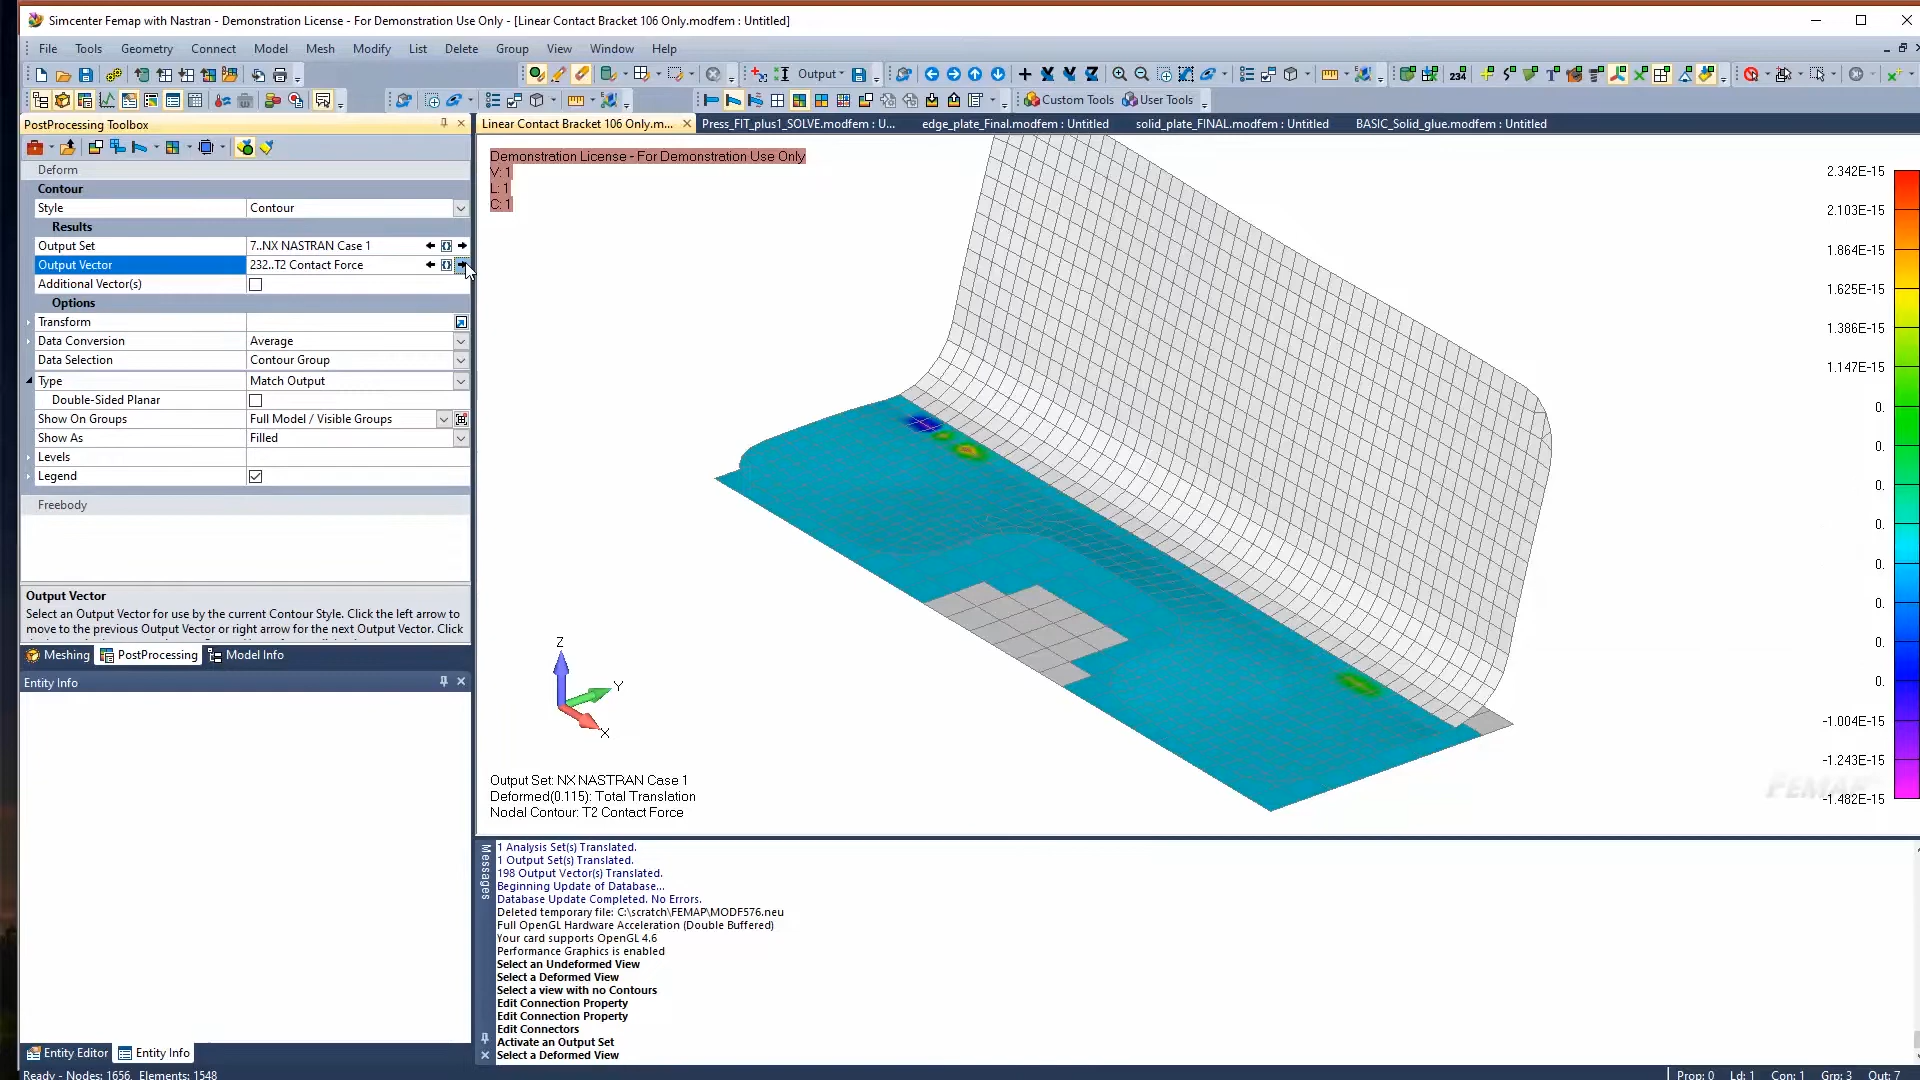 Simcenter Femap with Nastran - Demonstration License - For Demonstration Use Only - [Linear Contact Bracket 106 Only.modfem : Untitled]
File Tools Geometry Connect Model Mesh Modify List Delete Group View Window Help
Output
234
Custom Tools User Tools
PostProcessing Toolbox
Linear Contact Bracket 106 Only.m... Press_FIT_plus1_SOLVE.modfem : U... edge_plate_Final.modfem : Untitled solid_plate_FINAL.modfem : Untitled BASIC_Solid_glue.modfem : Untitled
Deform
Contour
Style Contour
Results
Output Set 7..NX NASTRAN Case 1
Output Vector 232..T2 Contact Force
Additional Vector(s)
Options
Transform
Data Conversion Average
Data Selection Contour Group
Type Match Output
Double-Sided Planar
Show On Groups Full Model / Visible Groups
Show As Filled
Levels
Legend
Freebody
Output Vector
Select an Output Vector for use by the current Contour Style. Click the left arrow to
move to the previous Output Vector or right arrow for the next Output Vector. Click
Meshing PostProcessing Model Info
Entity Info
Entity Editor Entity Info
Ready - Nodes: 1656, Elements: 1548
Demonstration License - For Demonstration Use Only
V: 1
L: 1
C: 1
2.342E-15
2.103E-15
1.864E-15
1.625E-15
1.386E-15
1.147E-15
0.
0.
0.
0.
0.
0.
0.
0.
-1.004E-15
-1.243E-15
-1.482E-15
FEMAP
Z
Y
X
Output Set: NX NASTRAN Case 1
Deformed(0.115): Total Translation
Nodal Contour: T2 Contact Force
Messages
1 Analysis Set(s) Translated.
1 Output Set(s) Translated.
198 Output Vector(s) Translated.
Beginning Update of Database...
Database Update Completed. No Errors.
Deleted temporary file: C:\scratch\FEMAP\MODF576.neu
Full OpenGL Hardware Acceleration (Double Buffered)
Your card supports OpenGL 4.6
Performance Graphics is enabled
Select an Undeformed View
Select a Deformed View
Select a view with no Contours
Edit Connection Property
Edit Connection Property
Edit Connectors
Activate an Output Set
Select a Deformed View
Prop: 0 Ld: 1 Con: 1 Grp: 3 Out: 7